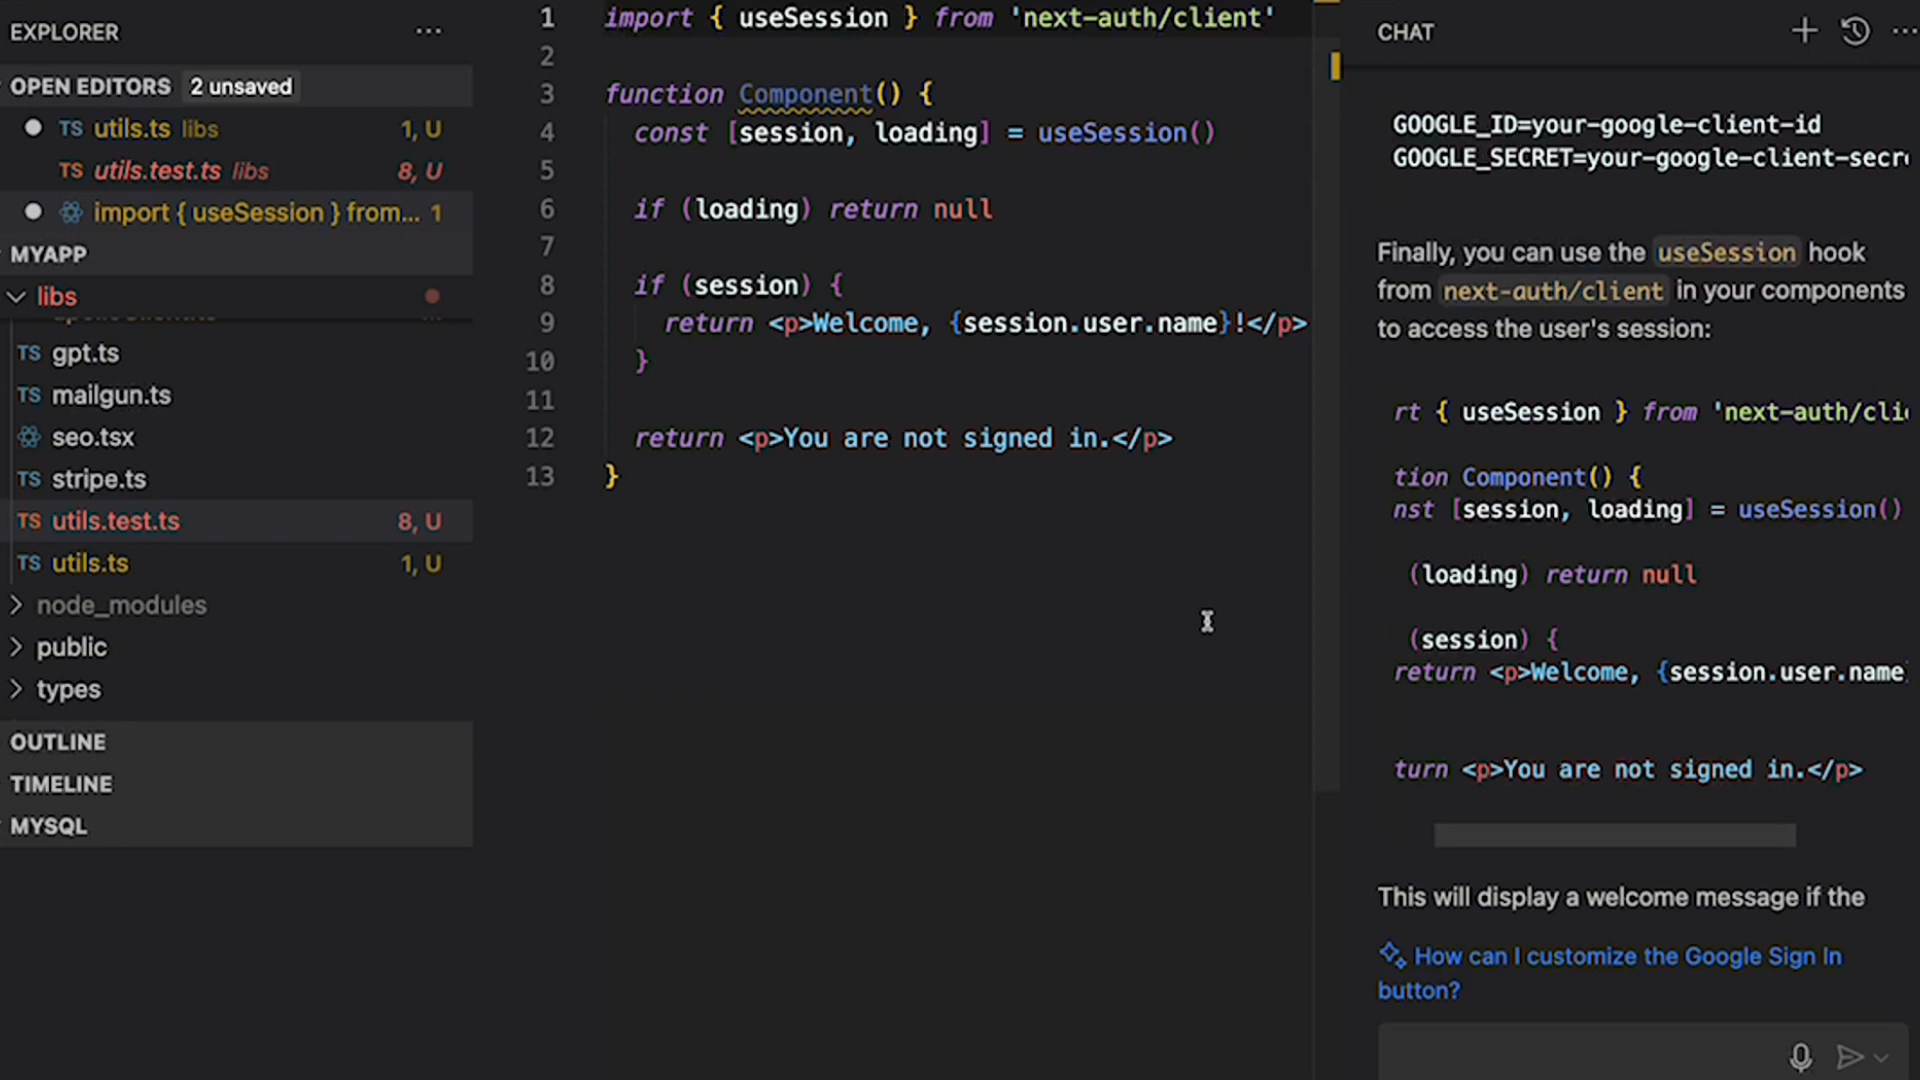 EXPLORER
OPEN EDITORS 2 unsaved
TS utils.ts libs 1, U
TS utils.test.ts libs 8, U
import { useSession } from... 1
MYAPP
libs
TS gpt.ts
TS mailgun.ts
seo.tsx
TS stripe.ts
TS utils.test.ts 8, U
TS utils.ts 1, U
node_modules
public
types
OUTLINE
TIMELINE
MYSQL
1 import { useSession } from 'next-auth/client'
2
3 function Component() {
4 const [session, loading] = useSession()
5
6 if (loading) return null
7
8 if (session) {
9 return <p>Welcome, {session.user.name}!</p>
10 }
11
12 return <p>You are not signed in.</p>
13 }
CHAT
GOOGLE_ID=your-google-client-id
GOOGLE_SECRET=your-google-client-secr
Finally, you can use the useSession hook
from next-auth/client in your components
to access the user's session:
rt { useSession } from 'next-auth/cli
tion Component() {
nst [session, loading] = useSession()
(loading) return null
(session) {
return <p>Welcome, {session.user.name
turn <p>You are not signed in.</p>
This will display a welcome message if the
How can I customize the Google Sign In
button?